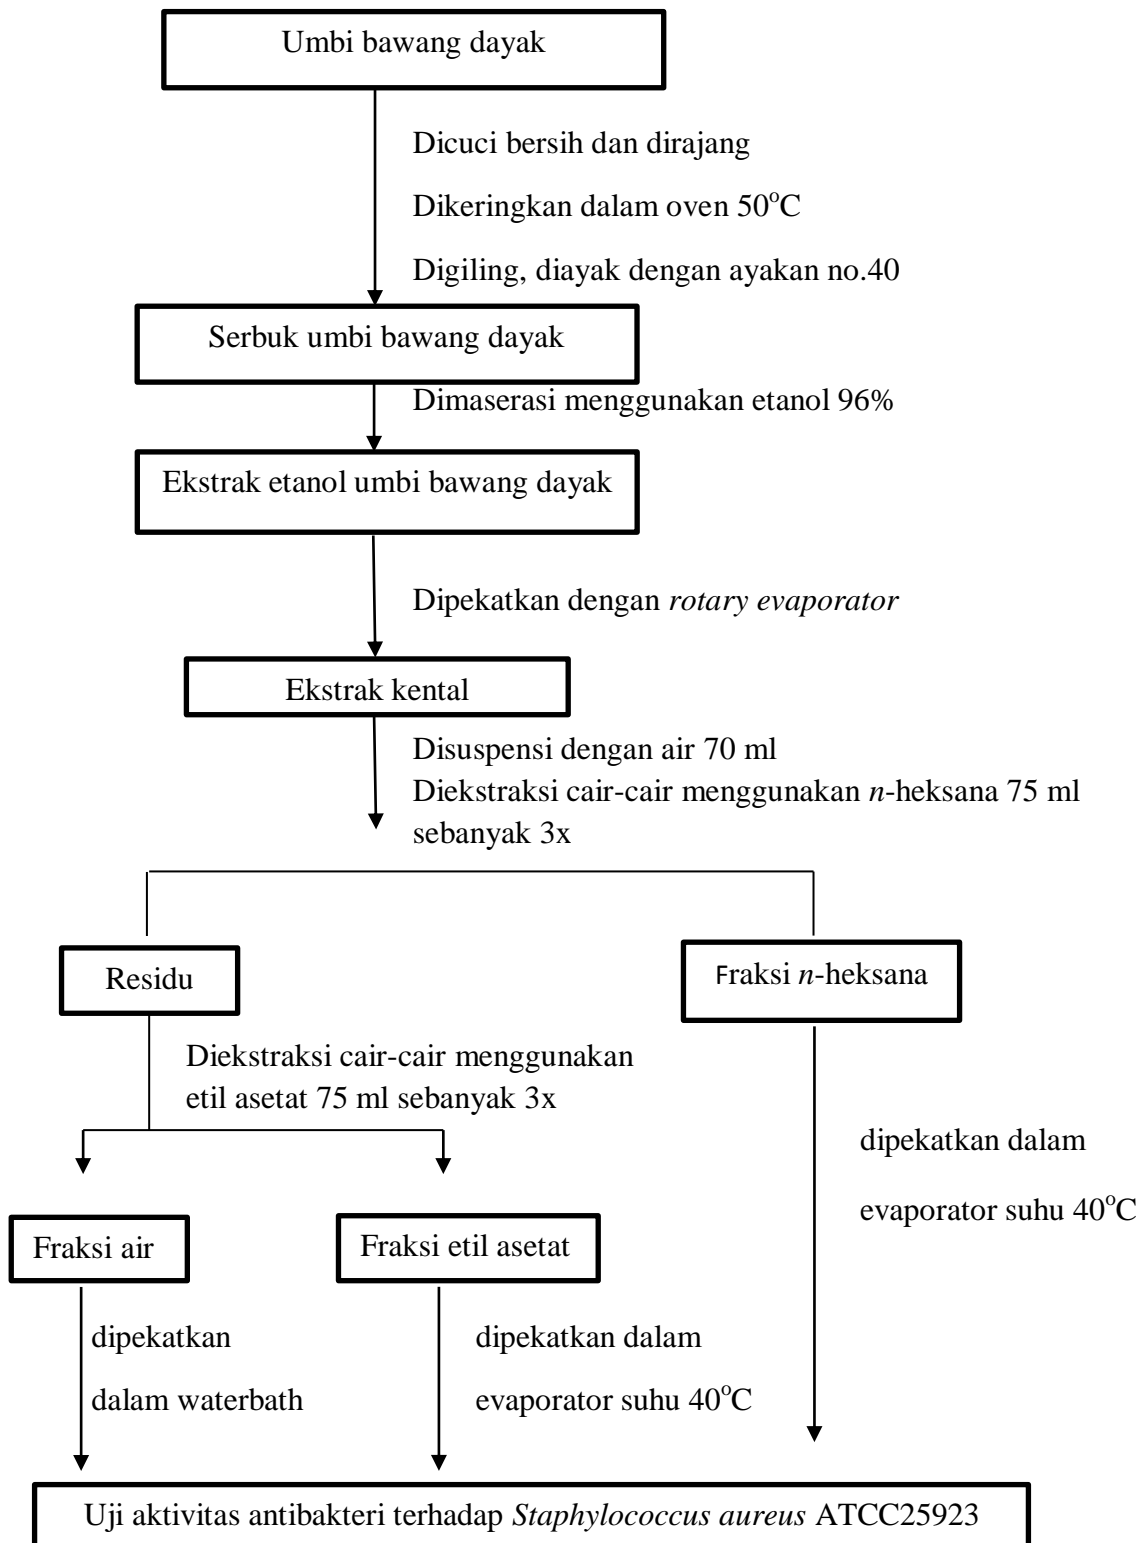 Umbi bawang dayak
Dicuci bersih dan dirajang
Dikeringkan dalam oven 50°C
Digiling, diayak dengan ayakan no.40
Serbuk umbi bawang dayak
Dimaserasi menggunakan etanol 96%
Ekstrak etanol umbi bawang dayak
Dipekatkan dengan rotary evaporator
Ekstrak kental
Disuspensi dengan air 70 ml
Diekstraksi cair-cair menggunakan n-heksana 75 ml
sebanyak 3x
Residu
Fraksi n-heksana
Diekstraksi cair-cair menggunakan
etil asetat 75 ml sebanyak 3x
dipekatkan dalam
evaporator suhu 40°C
Fraksi air
Fraksi etil asetat
dipekatkan
dalam waterbath
dipekatkan dalam
evaporator suhu 40°C
Uji aktivitas antibakteri terhadap Staphylococcus aureus ATCC25923